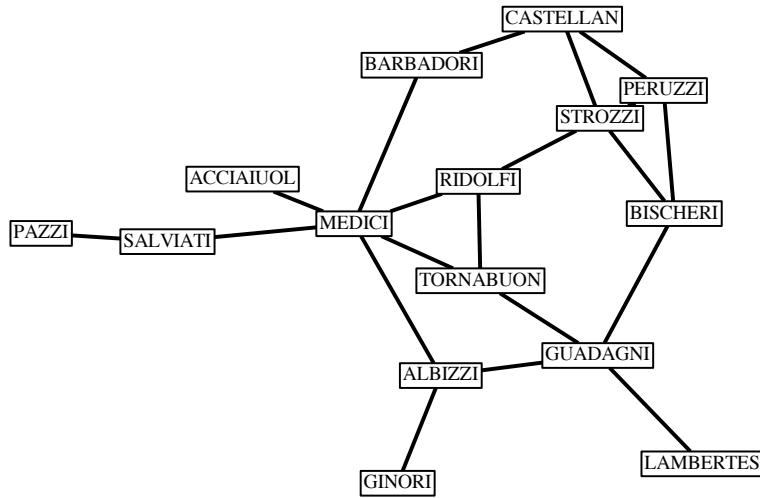 CASTELLAN
BARBADORI
PERUZZI
STROZZI
ACCIAIUOL
RIDOLFI
MEDICI
BISCHERI
PAZZI
SALVIATI
TORNABUON
GUADAGNI
ALBIZZI
LAMBERTES
GINORI